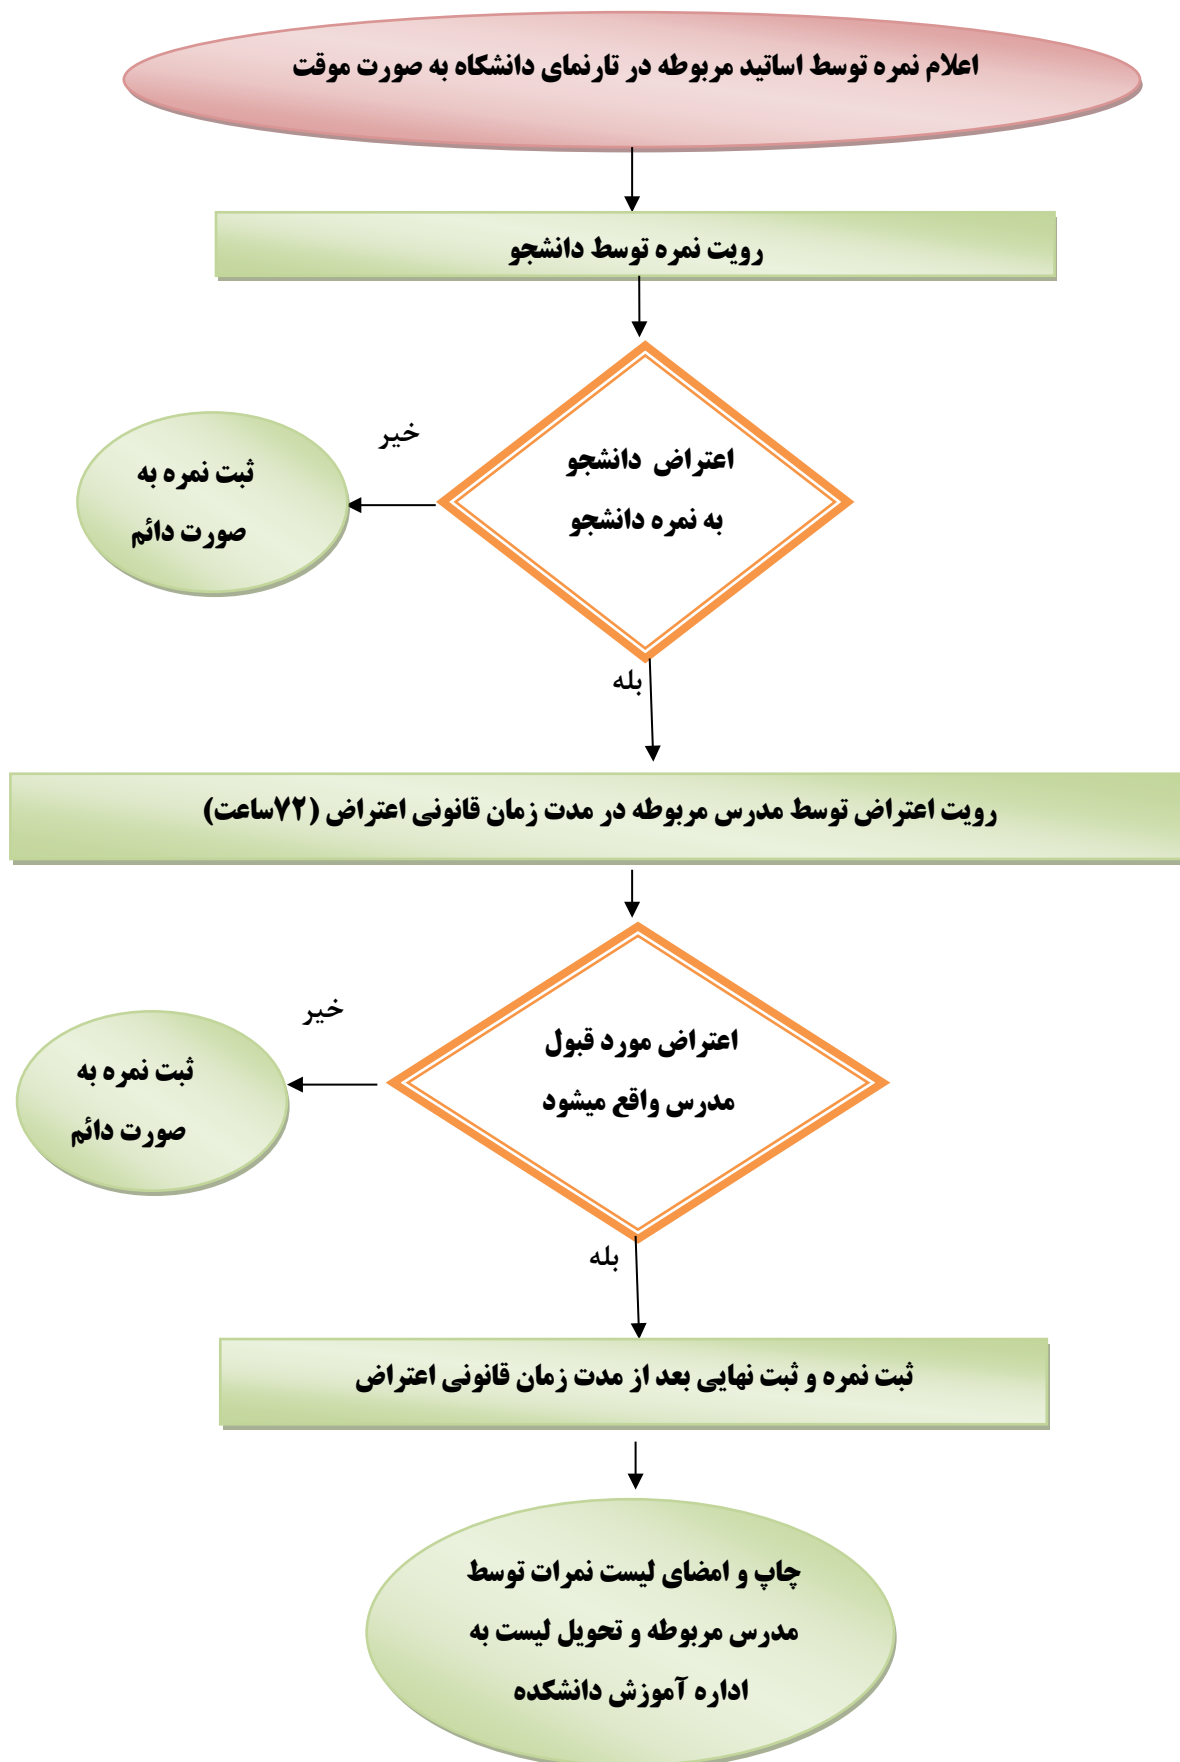 اعلام نمره توسط اساتید مربوطه در تارنمای دانشگاه به صورت موقت
رویت نمره توسط دانشجو
اعتراض دانشجو
به نمره دانشجو
خیر
ثبت نمره به
صورت دائم
بله
رویت اعتراض توسط مدرس مربوطه در مدت زمان قانونی اعتراض (۷۲ساعت)
اعتراض مورد قبول
مدرس واقع میشود
خیر
ثبت نمره به
صورت دائم
بله
ثبت نمره و ثبت نهایی بعد از مدت زمان قانونی اعتراض
چاپ و امضای لیست نمرات توسط
مدرس مربوطه و تحویل لیست به
اداره آموزش دانشکده